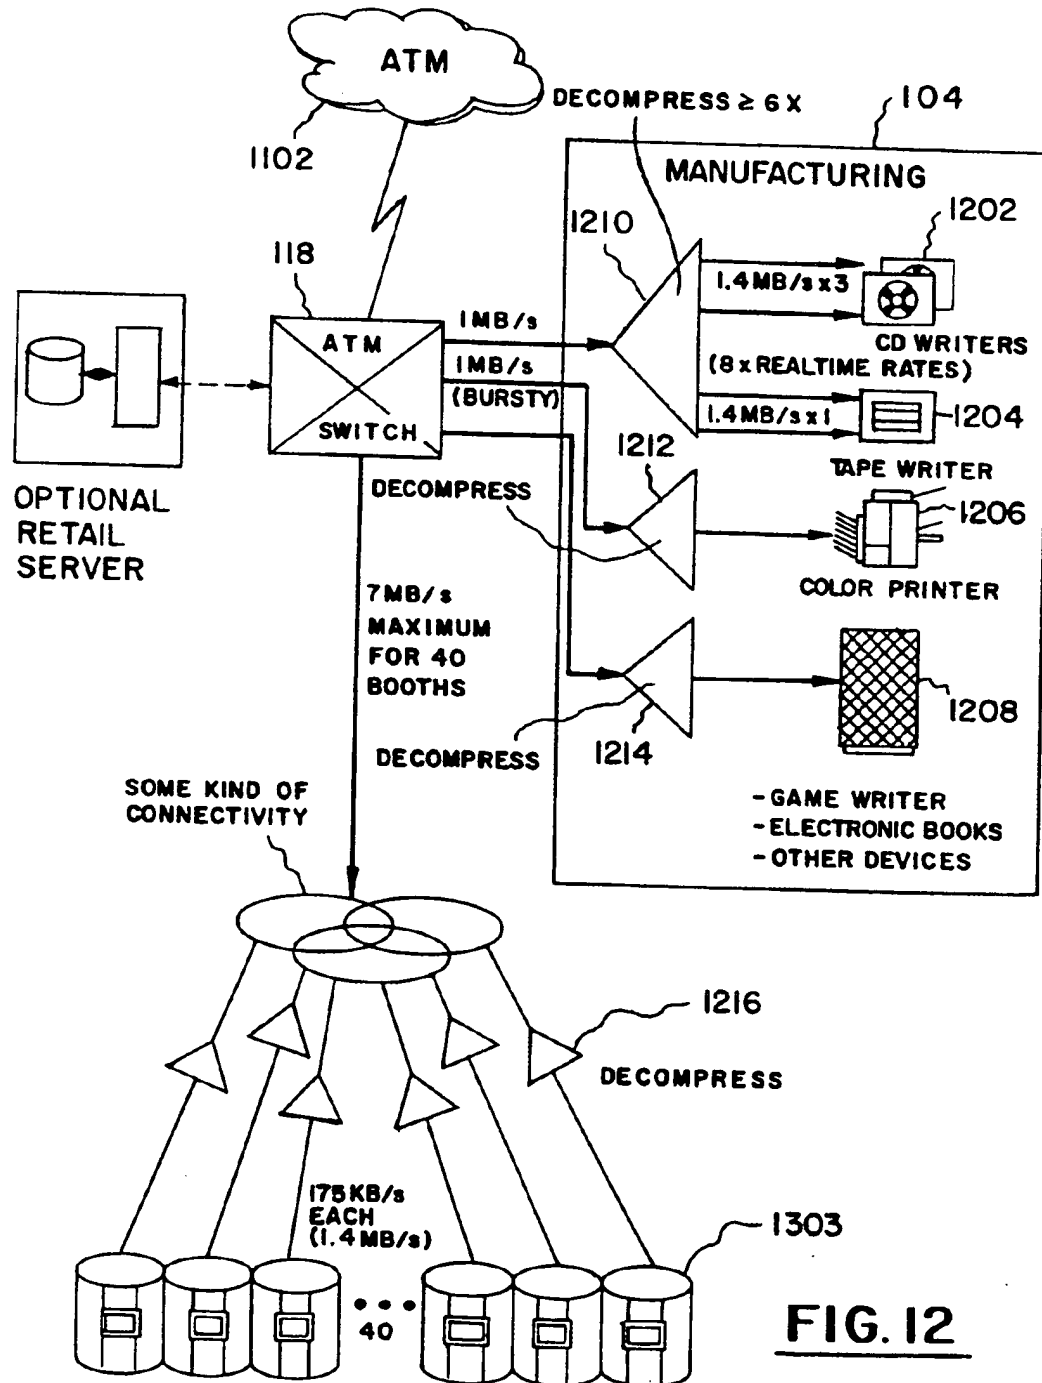 ATM
DECOMPRESS ≥ 6X
104
1102
MANUFACTURING
1210
1202
118
1.4MB/s x3
1MB/s
ATM
CD WRITERS
1MB/s
(8x REALTIME RATES)
(BURSTY)
SWITCH
1.4MB/s x1
1204
1212
TAPE WRITER
DECOMPRESS
OPTIONAL
RETAIL
SERVER
1206
COLOR PRINTER
7MB/s
MAXIMUM
FOR 40
BOOTHS
1208
DECOMPRESS
1214
SOME KIND OF
CONNECTIVITY
-GAME WRITER
-ELECTRONIC BOOKS
-OTHER DEVICES
1216
DECOMPRESS
175KB/s
EACH
(1.4MB/s)
1303
40
FIG. 12